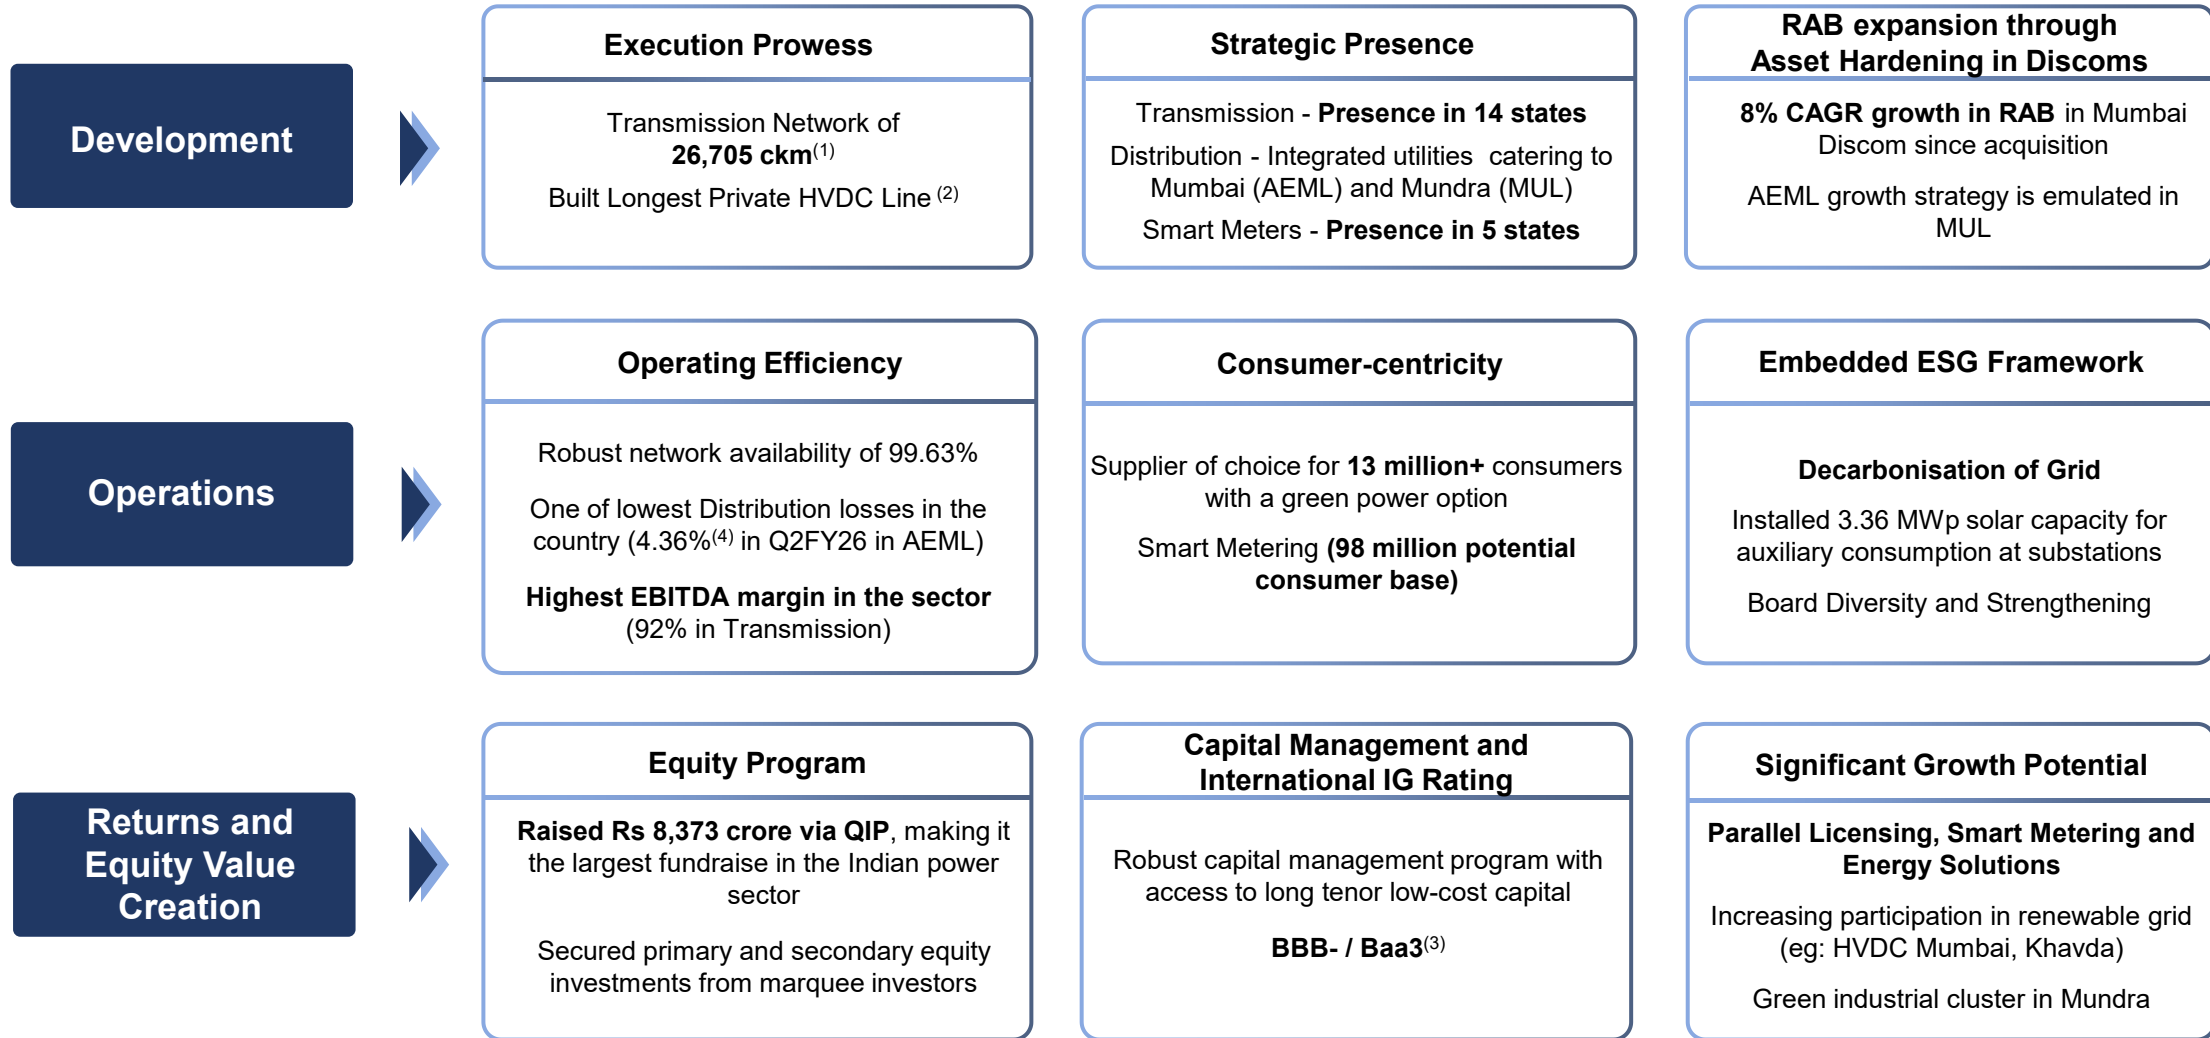 Development
Execution Prowess
Transmission Network of
26,705 ckm(1)
Built Longest Private HVDC Line (2)
Strategic Presence
Transmission - Presence in 14 states
Distribution - Integrated utilities catering to
Mumbai (AEML) and Mundra (MUL)
Smart Meters - Presence in 5 states
RAB expansion through
Asset Hardening in Discoms
8% CAGR growth in RAB in Mumbai
Discom since acquisition
AEML growth strategy is emulated in
MUL
Operations
Operating Efficiency
Robust network availability of 99.63%
One of lowest Distribution losses in the
country (4.36%(4) in Q2FY26 in AEML)
Highest EBITDA margin in the sector
(92% in Transmission)
Consumer-centricity
Supplier of choice for 13 million+ consumers
with a green power option
Smart Metering (98 million potential
consumer base)
Embedded ESG Framework
Decarbonisation of Grid
Installed 3.36 MWp solar capacity for
auxiliary consumption at substations
Board Diversity and Strengthening
Returns and
Equity Value
Creation
Equity Program
Raised Rs 8,373 crore via QIP, making it
the largest fundraise in the Indian power
sector
Secured primary and secondary equity
investments from marquee investors
Capital Management and
International IG Rating
Robust capital management program with
access to long tenor low-cost capital
BBB- / Baa3(3)
Significant Growth Potential
Parallel Licensing, Smart Metering and
Energy Solutions
Increasing participation in renewable grid
(eg: HVDC Mumbai, Khavda)
Green industrial cluster in Mundra